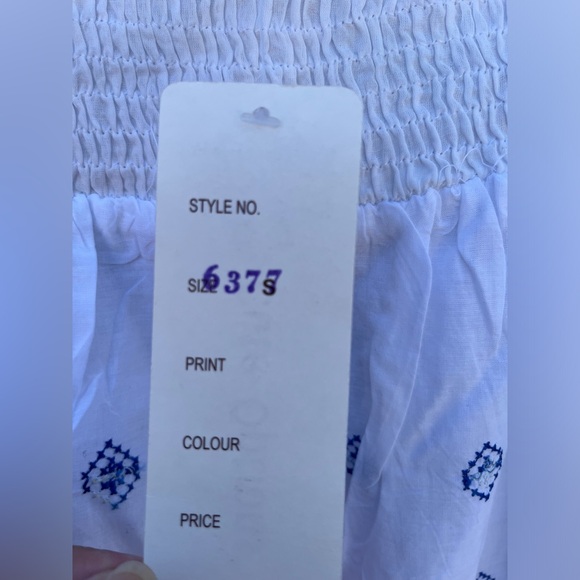 STYLE NO.
SIZE 6377 S
PRINT
COLOUR
PRICE